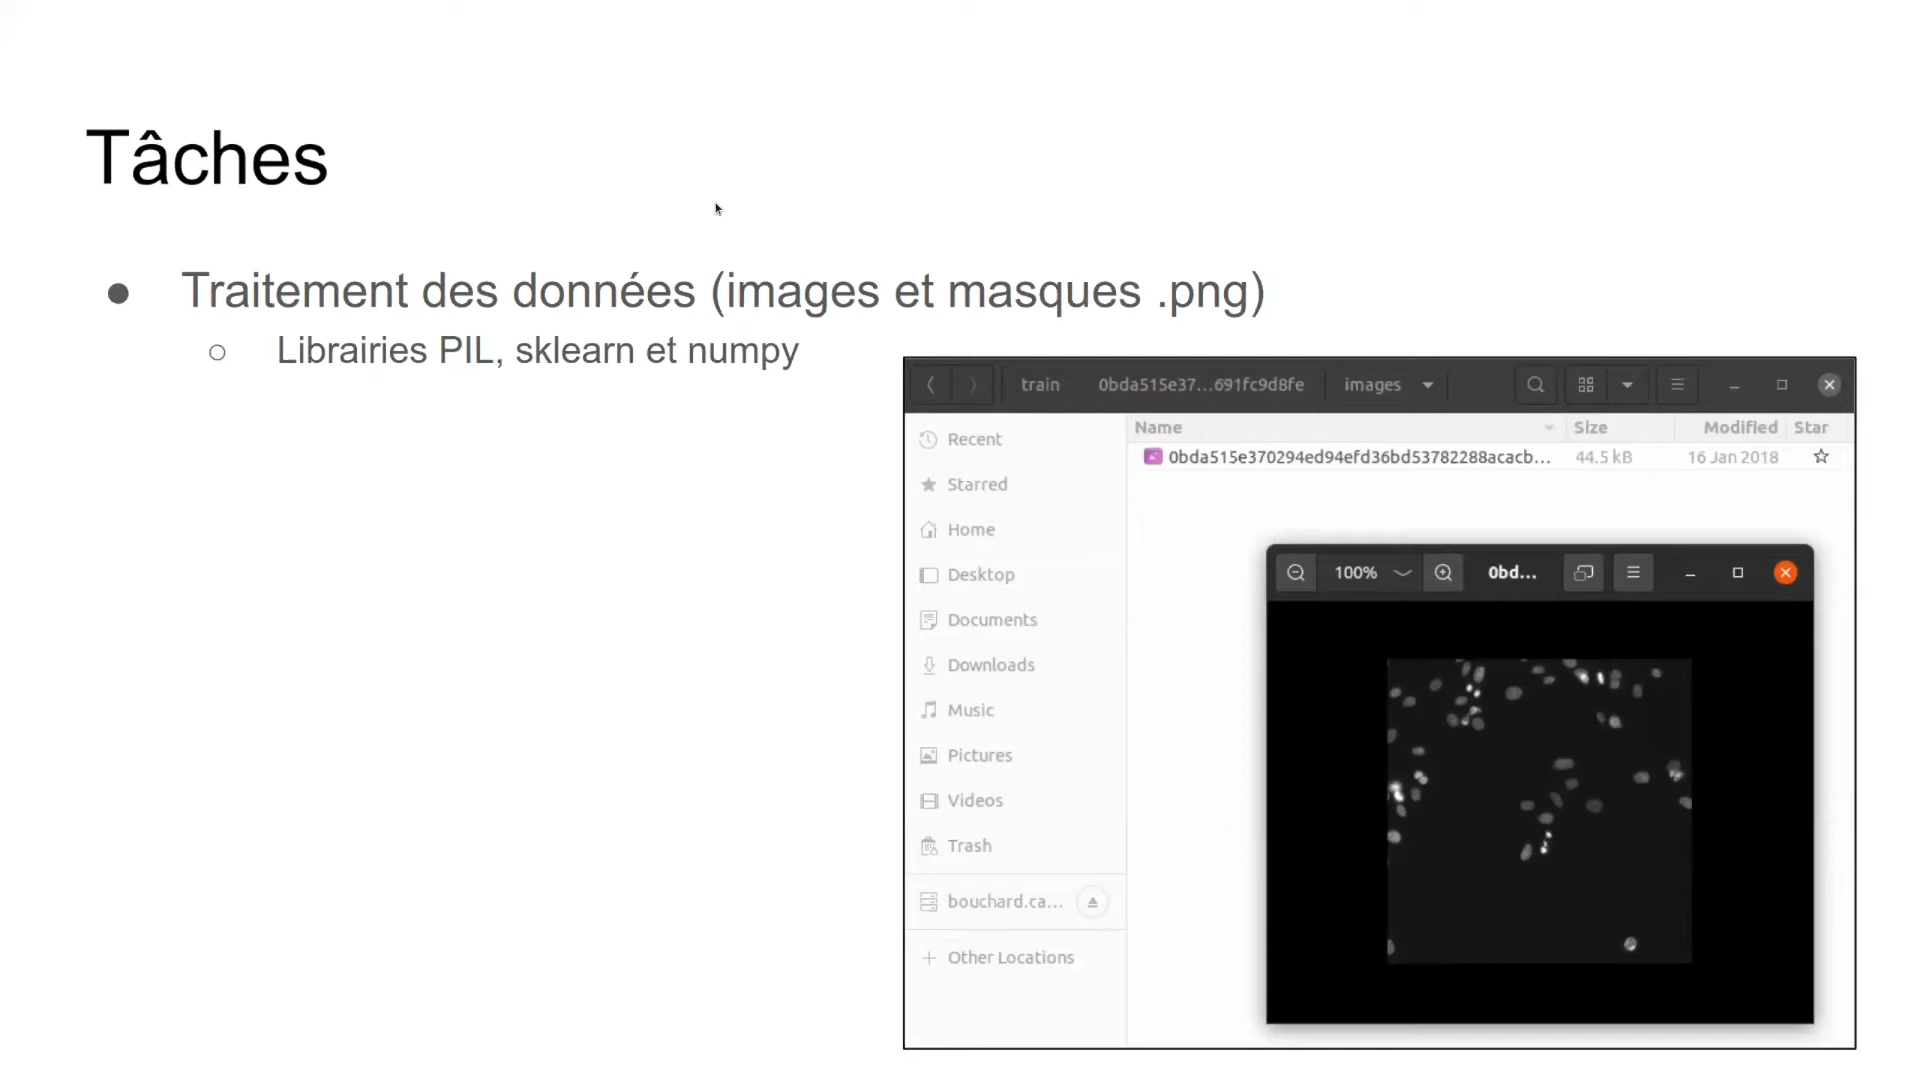 Tâches
Traitement des données (images et masques .png)
Librairies PIL, sklearn et numpy
train 0bda515e37...691fc9d8fe images
Name Size Modified Star
0bda515e370294ed94efd36bd53782288acacb... 44.5 kB 16 Jan 2018
Recent
Starred
Home
Desktop
Documents
Downloads
Music
Pictures
Videos
Trash
bouchard.ca...
Other Locations
100% 0bd...